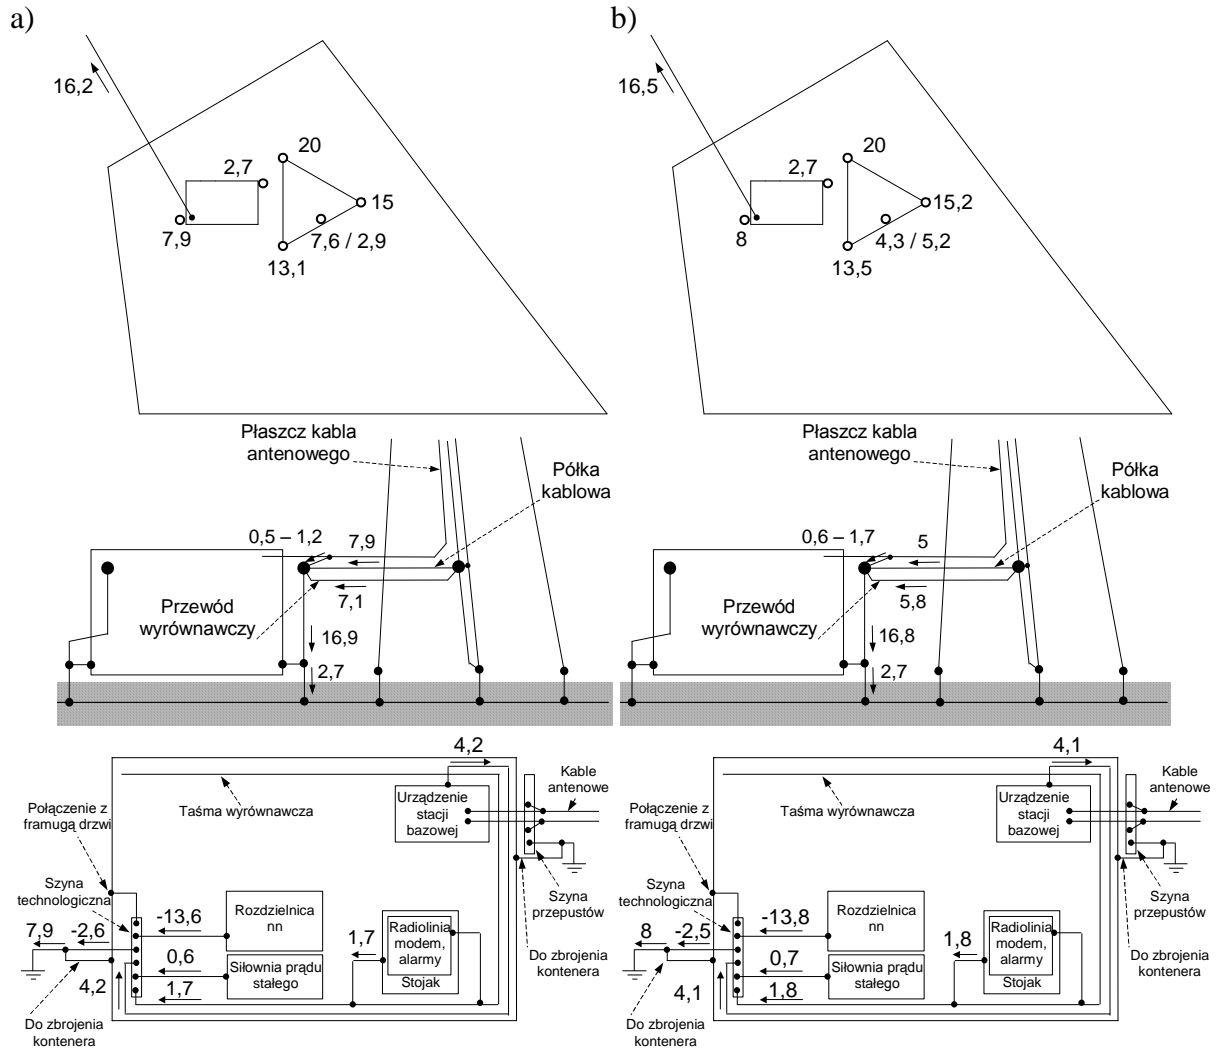 a)
16,2
20
2,7
15
7,9
7,6 / 2,9
13,1
Płaszcz kabla
antenowego
Półka
kablowa
0,5 – 1,2
7,9
Przewód
wyrównawczy
7,1
16,9
2,7
4,2
Kable
antenowe
Urządzenie
stacji
bazowej
Taśma wyrównawcza
Połączenie z
framugą drzwi
Szyna
technologiczna
Szyna
przepustów
7,9
-2,6
-13,6
Rozdzielnica
nn
1,7
Radiolinia
modem,
alarmy
Stojak
0,6
Siłownia prądu
stałego
Do zbrojenia
kontenera
4,2
1,7
Do zbrojenia
kontenera
b)
16,5
20
2,7
15,2
8
4,3 / 5,2
13,5
Płaszcz kabla
antenowego
Półka
kablowa
0,6 – 1,7
5
Przewód
wyrównawczy
5,8
16,8
2,7
4,1
Kable
antenowe
Urządzenie
stacji
bazowej
Taśma wyrównawcza
Połączenie z
framugą drzwi
Szyna
technologiczna
Szyna
przepustów
8
-2,5
-13,8
Rozdzielnica
nn
1,8
Radiolinia
modem,
alarmy
Stojak
0,7
Siłownia prądu
stałego
Do zbrojenia
kontenera
4,1
1,8
Do zbrojenia
kontenera